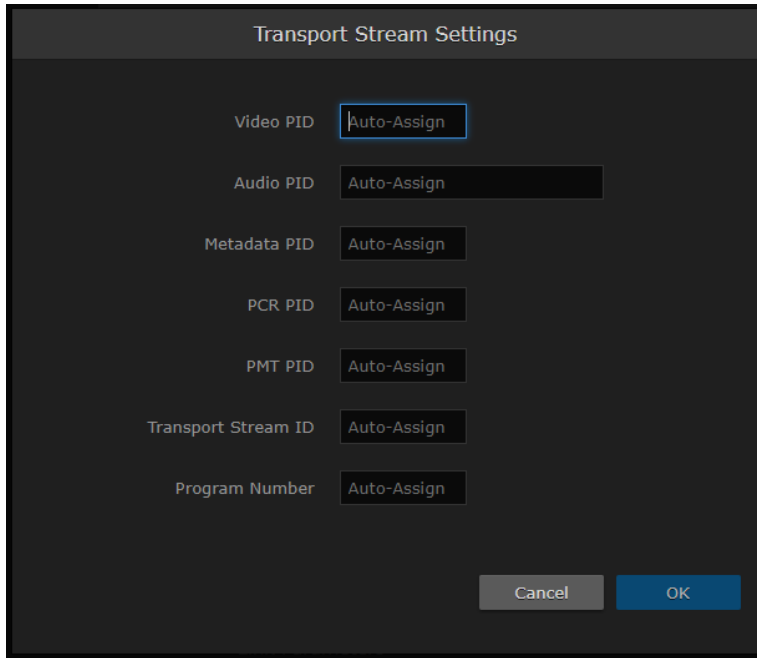 Transport Stream Settings
Video PID Auto-Assign
Audio PID Auto-Assign
Metadata PID Auto-Assign
PCR PID Auto-Assign
PMT PID Auto-Assign
Transport Stream ID Auto-Assign
Program Number Auto-Assign
Cancel OK